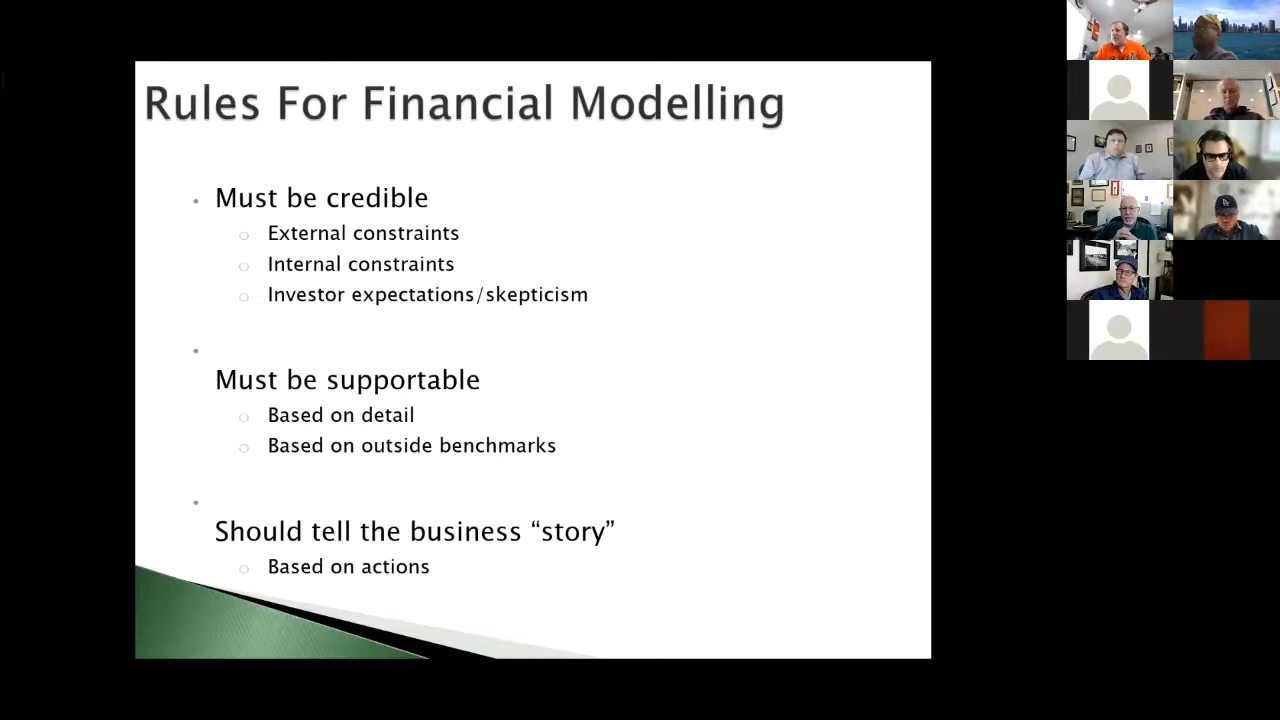 Rules For Financial Modelling
Must be credible
External constraints
Internal constraints
Investor expectations/skepticism
Must be supportable
Based on detail
Based on outside benchmarks
Should tell the business “story”
Based on actions